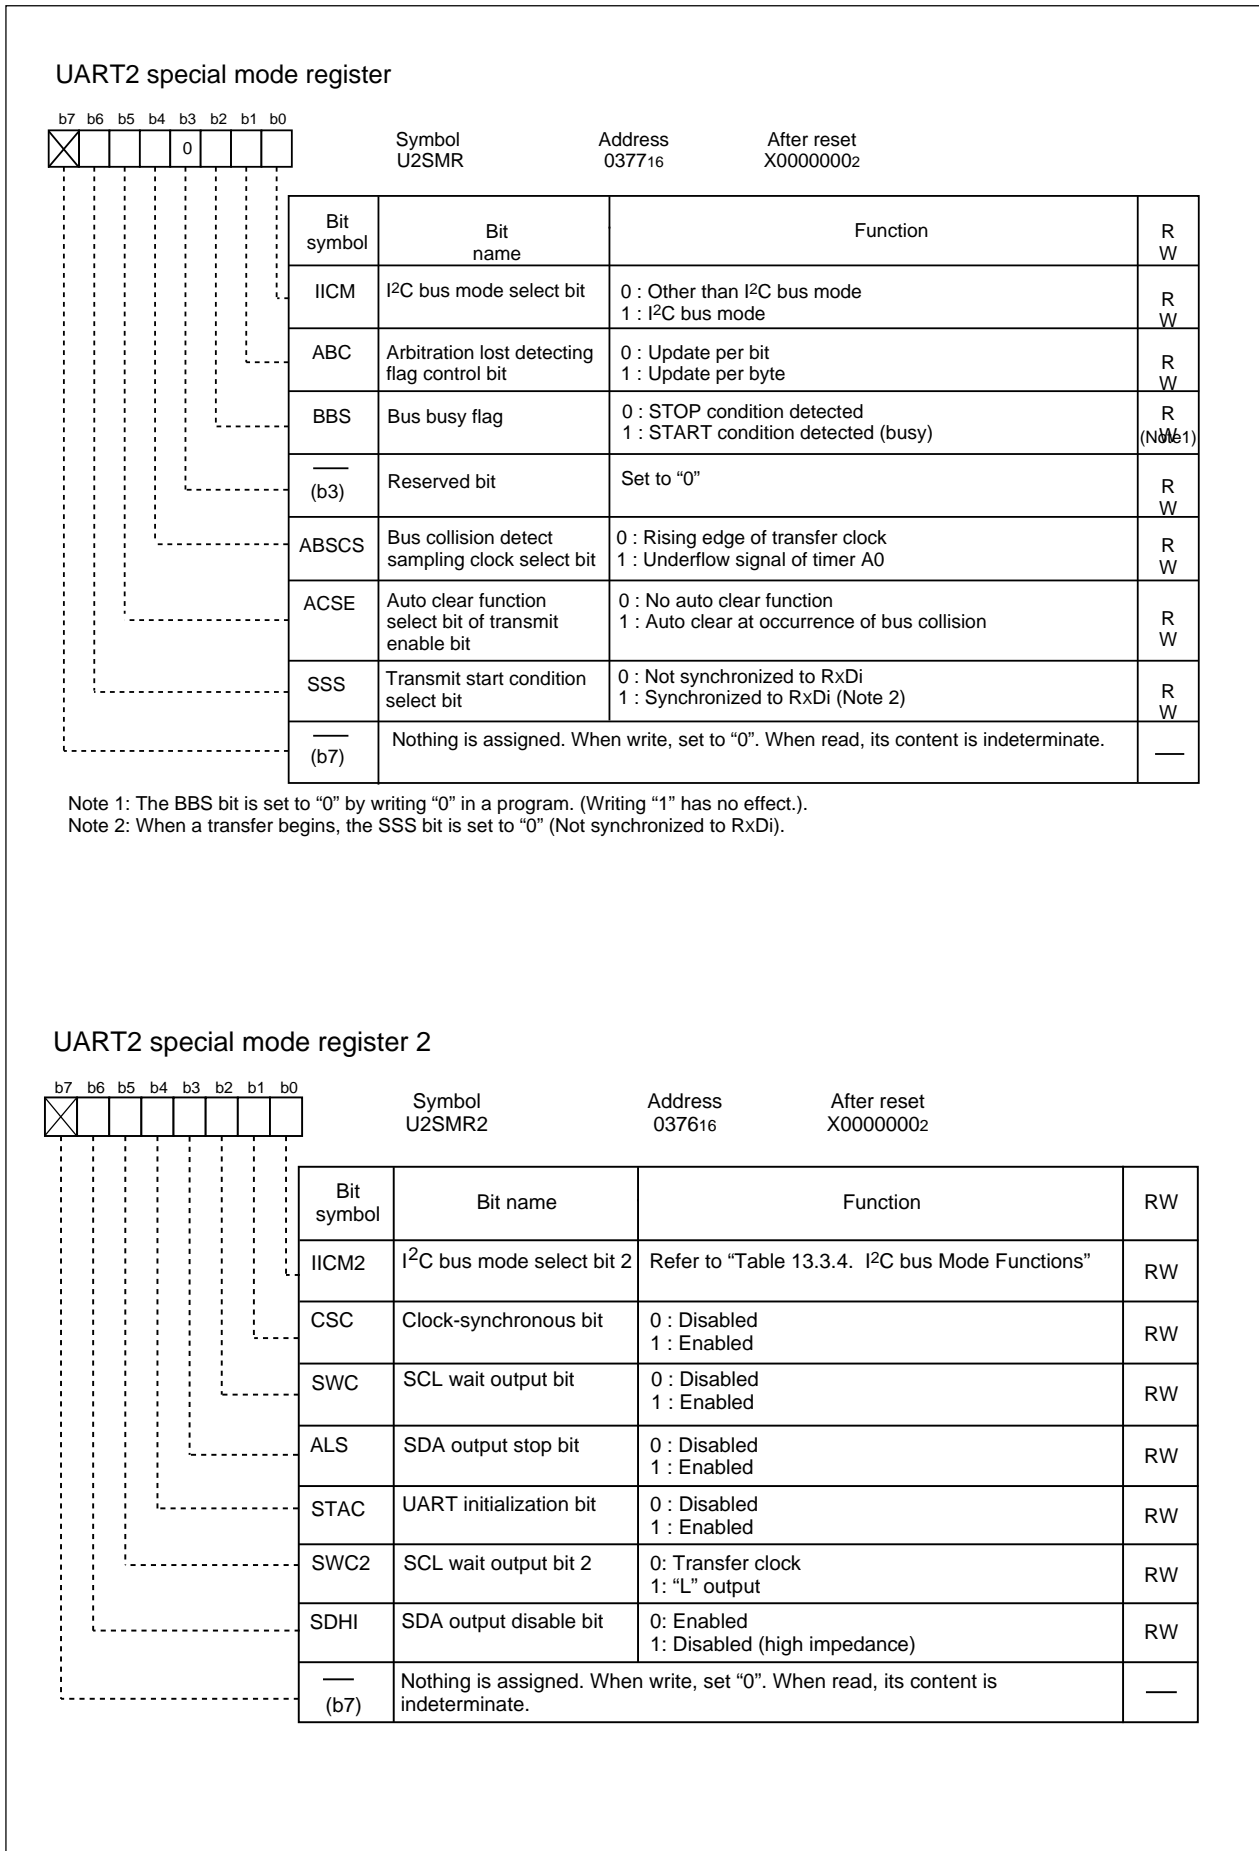 UART2 special mode register
b7 b6 b5 b4 b3 b2 b1 b0
0
Symbol Address After reset
U2SMR 037716 X00000002
Bit symbol Bit name Function RW
IICM I2C bus mode select bit 0 : Other than I2C bus mode
1 : I2C bus mode
RW
ABC Arbitration lost detecting 0 : Update per bit
flag control bit 1 : Update per byte
RW
BBS Bus busy flag 0 : STOP condition detected
1 : START condition detected (busy)
RW
(Note1)
(b3) Reserved bit Set to “0”
RW
ABSCS Bus collision detect 0 : Rising edge of transfer clock
sampling clock select bit 1 : Underflow signal of timer A0
RW
ACSE Auto clear function 0 : No auto clear function
select bit of transmit 1 : Auto clear at occurrence of bus collision
enable bit
RW
SSS Transmit start condition 0 : Not synchronized to RXDi
select bit 1 : Synchronized to RXDi (Note 2)
RW
(b7) Nothing is assigned. When write, set to “0”. When read, its content is indeterminate.
Note 1: The BBS bit is set to “0” by writing “0” in a program. (Writing “1” has no effect.).
Note 2: When a transfer begins, the SSS bit is set to “0” (Not synchronized to RXDi).
UART2 special mode register 2
b7 b6 b5 b4 b3 b2 b1 b0
Symbol Address After reset
U2SMR2 037616 X00000002
Bit symbol Bit name Function RW
IICM2 I2C bus mode select bit 2 Refer to “Table 13.3.4. I2C bus Mode Functions” RW
CSC Clock-synchronous bit 0 : Disabled
1 : Enabled
RW
SWC SCL wait output bit 0 : Disabled
1 : Enabled
RW
ALS SDA output stop bit 0 : Disabled
1 : Enabled
RW
STAC UART initialization bit 0 : Disabled
1 : Enabled
RW
SWC2 SCL wait output bit 2 0: Transfer clock
1: “L” output
RW
SDHI SDA output disable bit 0: Enabled
1: Disabled (high impedance)
RW
(b7) Nothing is assigned. When write, set “0”. When read, its content is
indeterminate.